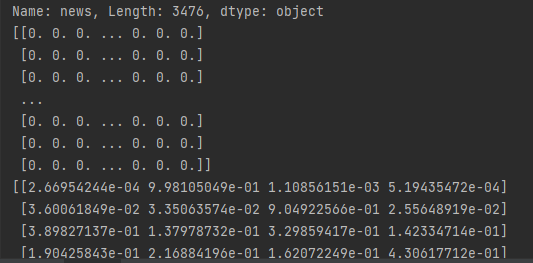 Name: news, Length: 3476, dtype: object
[[0. 0. 0. ... 0. 0. 0.]
 [0. 0. 0. ... 0. 0. 0.]
 [0. 0. 0. ... 0. 0. 0.]
 ...
 [0. 0. 0. ... 0. 0. 0.]
 [0. 0. 0. ... 0. 0. 0.]
 [0. 0. 0. ... 0. 0. 0.]]
[[2.66954244e-04 9.98105049e-01 1.10856151e-03 5.19435472e-04]
 [3.60061849e-02 3.35063574e-02 9.04922566e-01 2.55648919e-02]
 [3.89827137e-01 1.37978732e-01 3.29859417e-01 1.42334714e-01]
 [1.90425843e-01 2.16884196e-01 1.62072249e-01 4.30617712e-01]